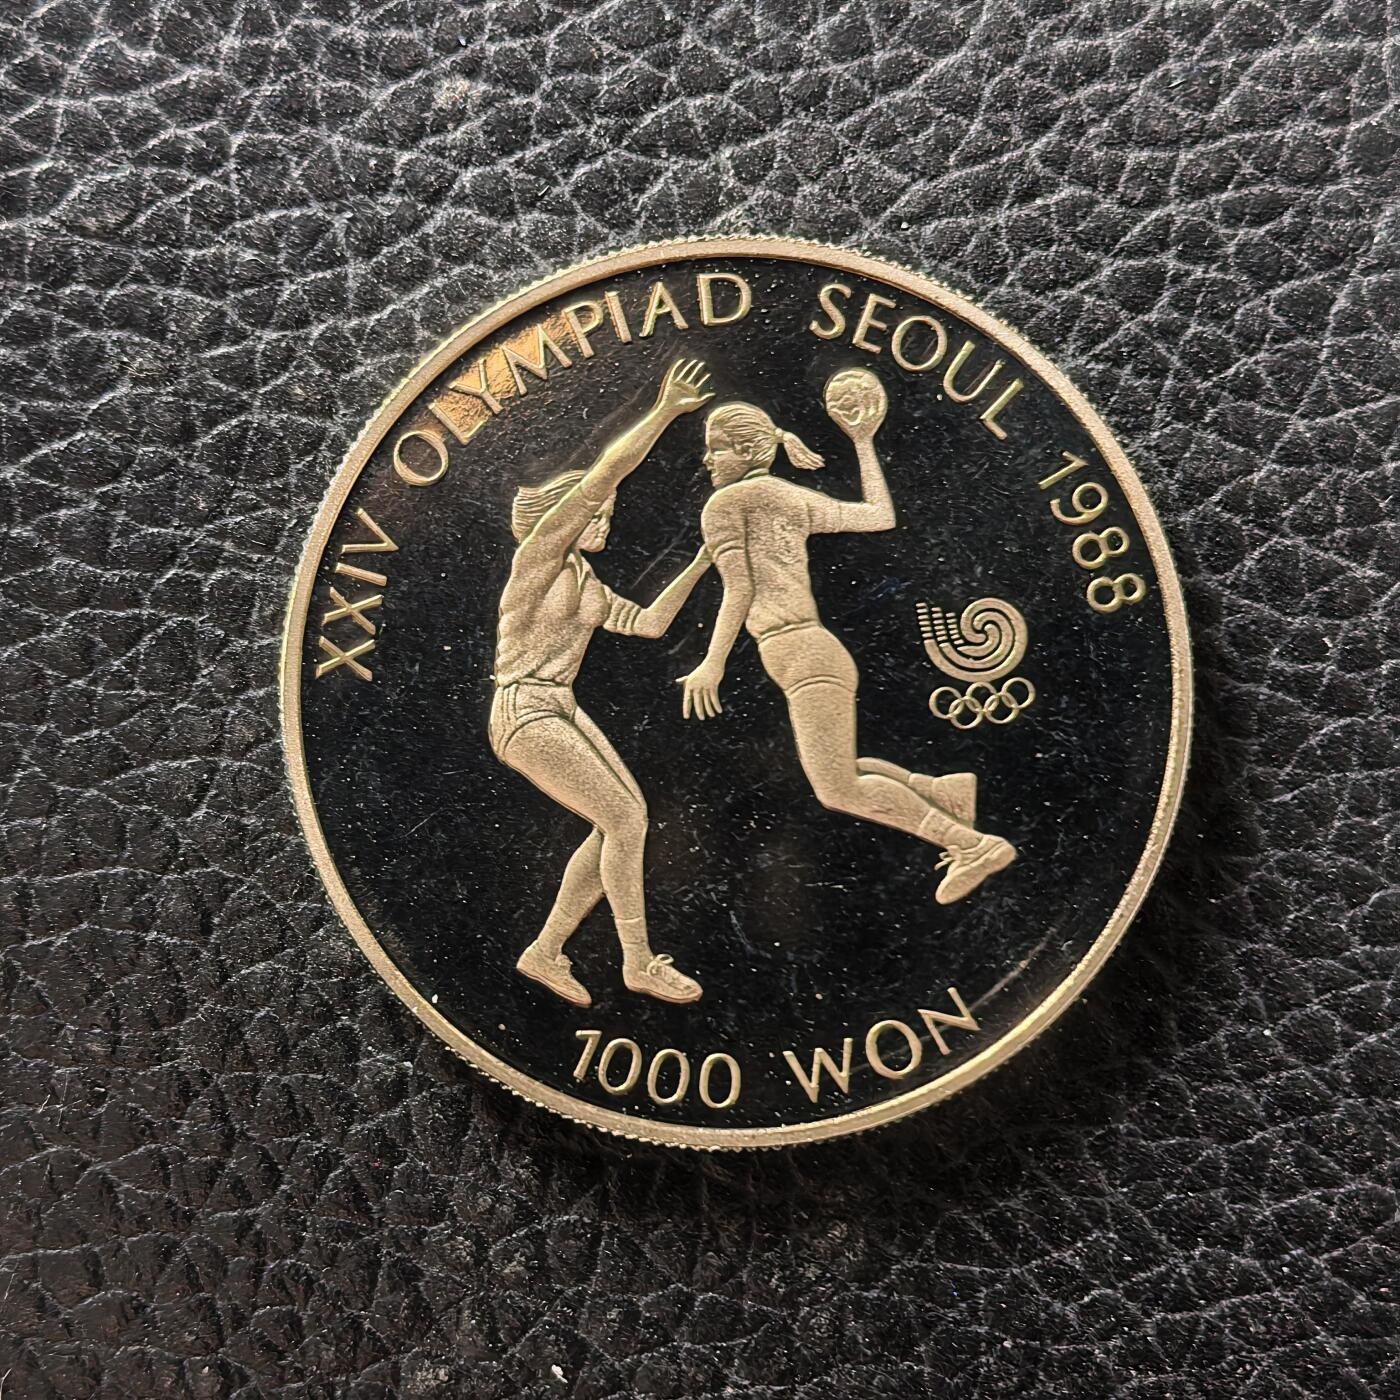 XXIV OLYMPIAD SEOUL 1988
1000 WON